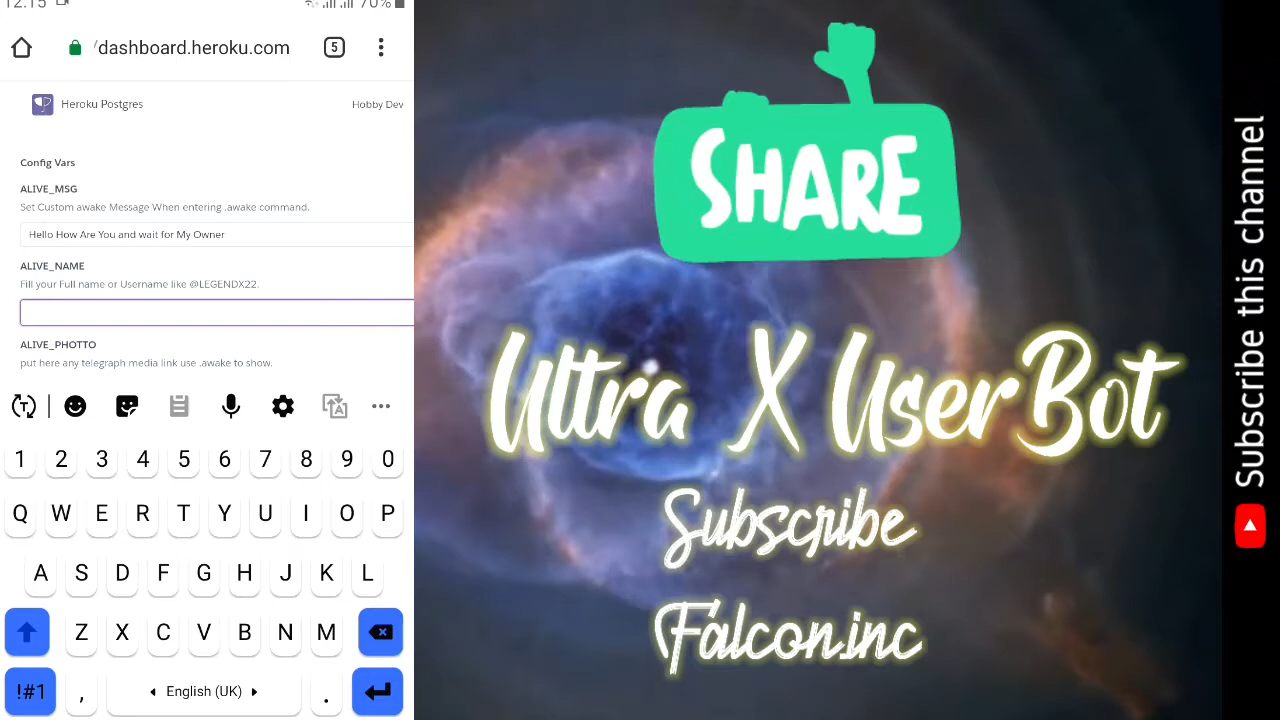 12:15 70%
/dashboard.heroku.com 5
Heroku Postgres Hobby Dev
Config Vars
ALIVE_MSG
Set Custom awake Message When entering .awake command.
Hello How Are You and wait for My Owner
ALIVE_NAME
Fill your Full name or Username like @LEGENDX22.
ALIVE_PHOTTO
put here any telegraph media link use .awake to show.
T A
1 2 3 4 5 6 7 8 9 0
Q W E R T Y U I O P
A S D F G H J K L
Z X C V B N M
!#1 , English (UK) .
SHARE
Ultra X UserBot
Subscribe
Falcon.inc
Subscribe this channel